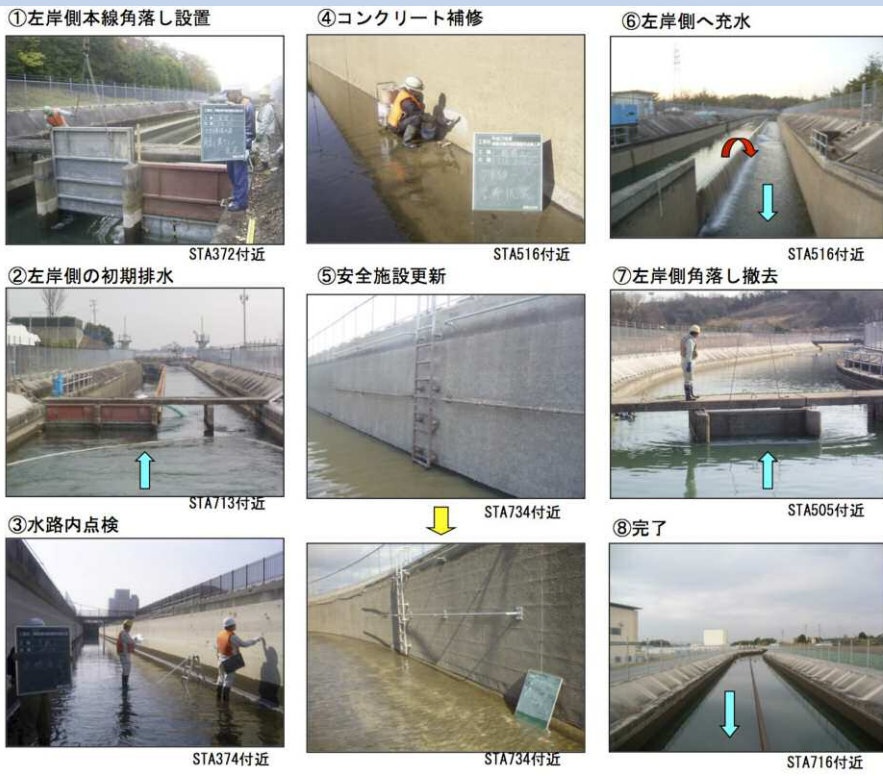 ①左岸側本線角落し設置
STA372付近
②左岸側の初期排水
STA713付近
③水路内点検
STA374付近
④コンクリート補修
STA516付近
⑤安全施設更新
STA734付近
STA734付近
⑥左岸側へ充水
STA516付近
⑦左岸側角落し撤去
STA505付近
⑧完了
STA716付近